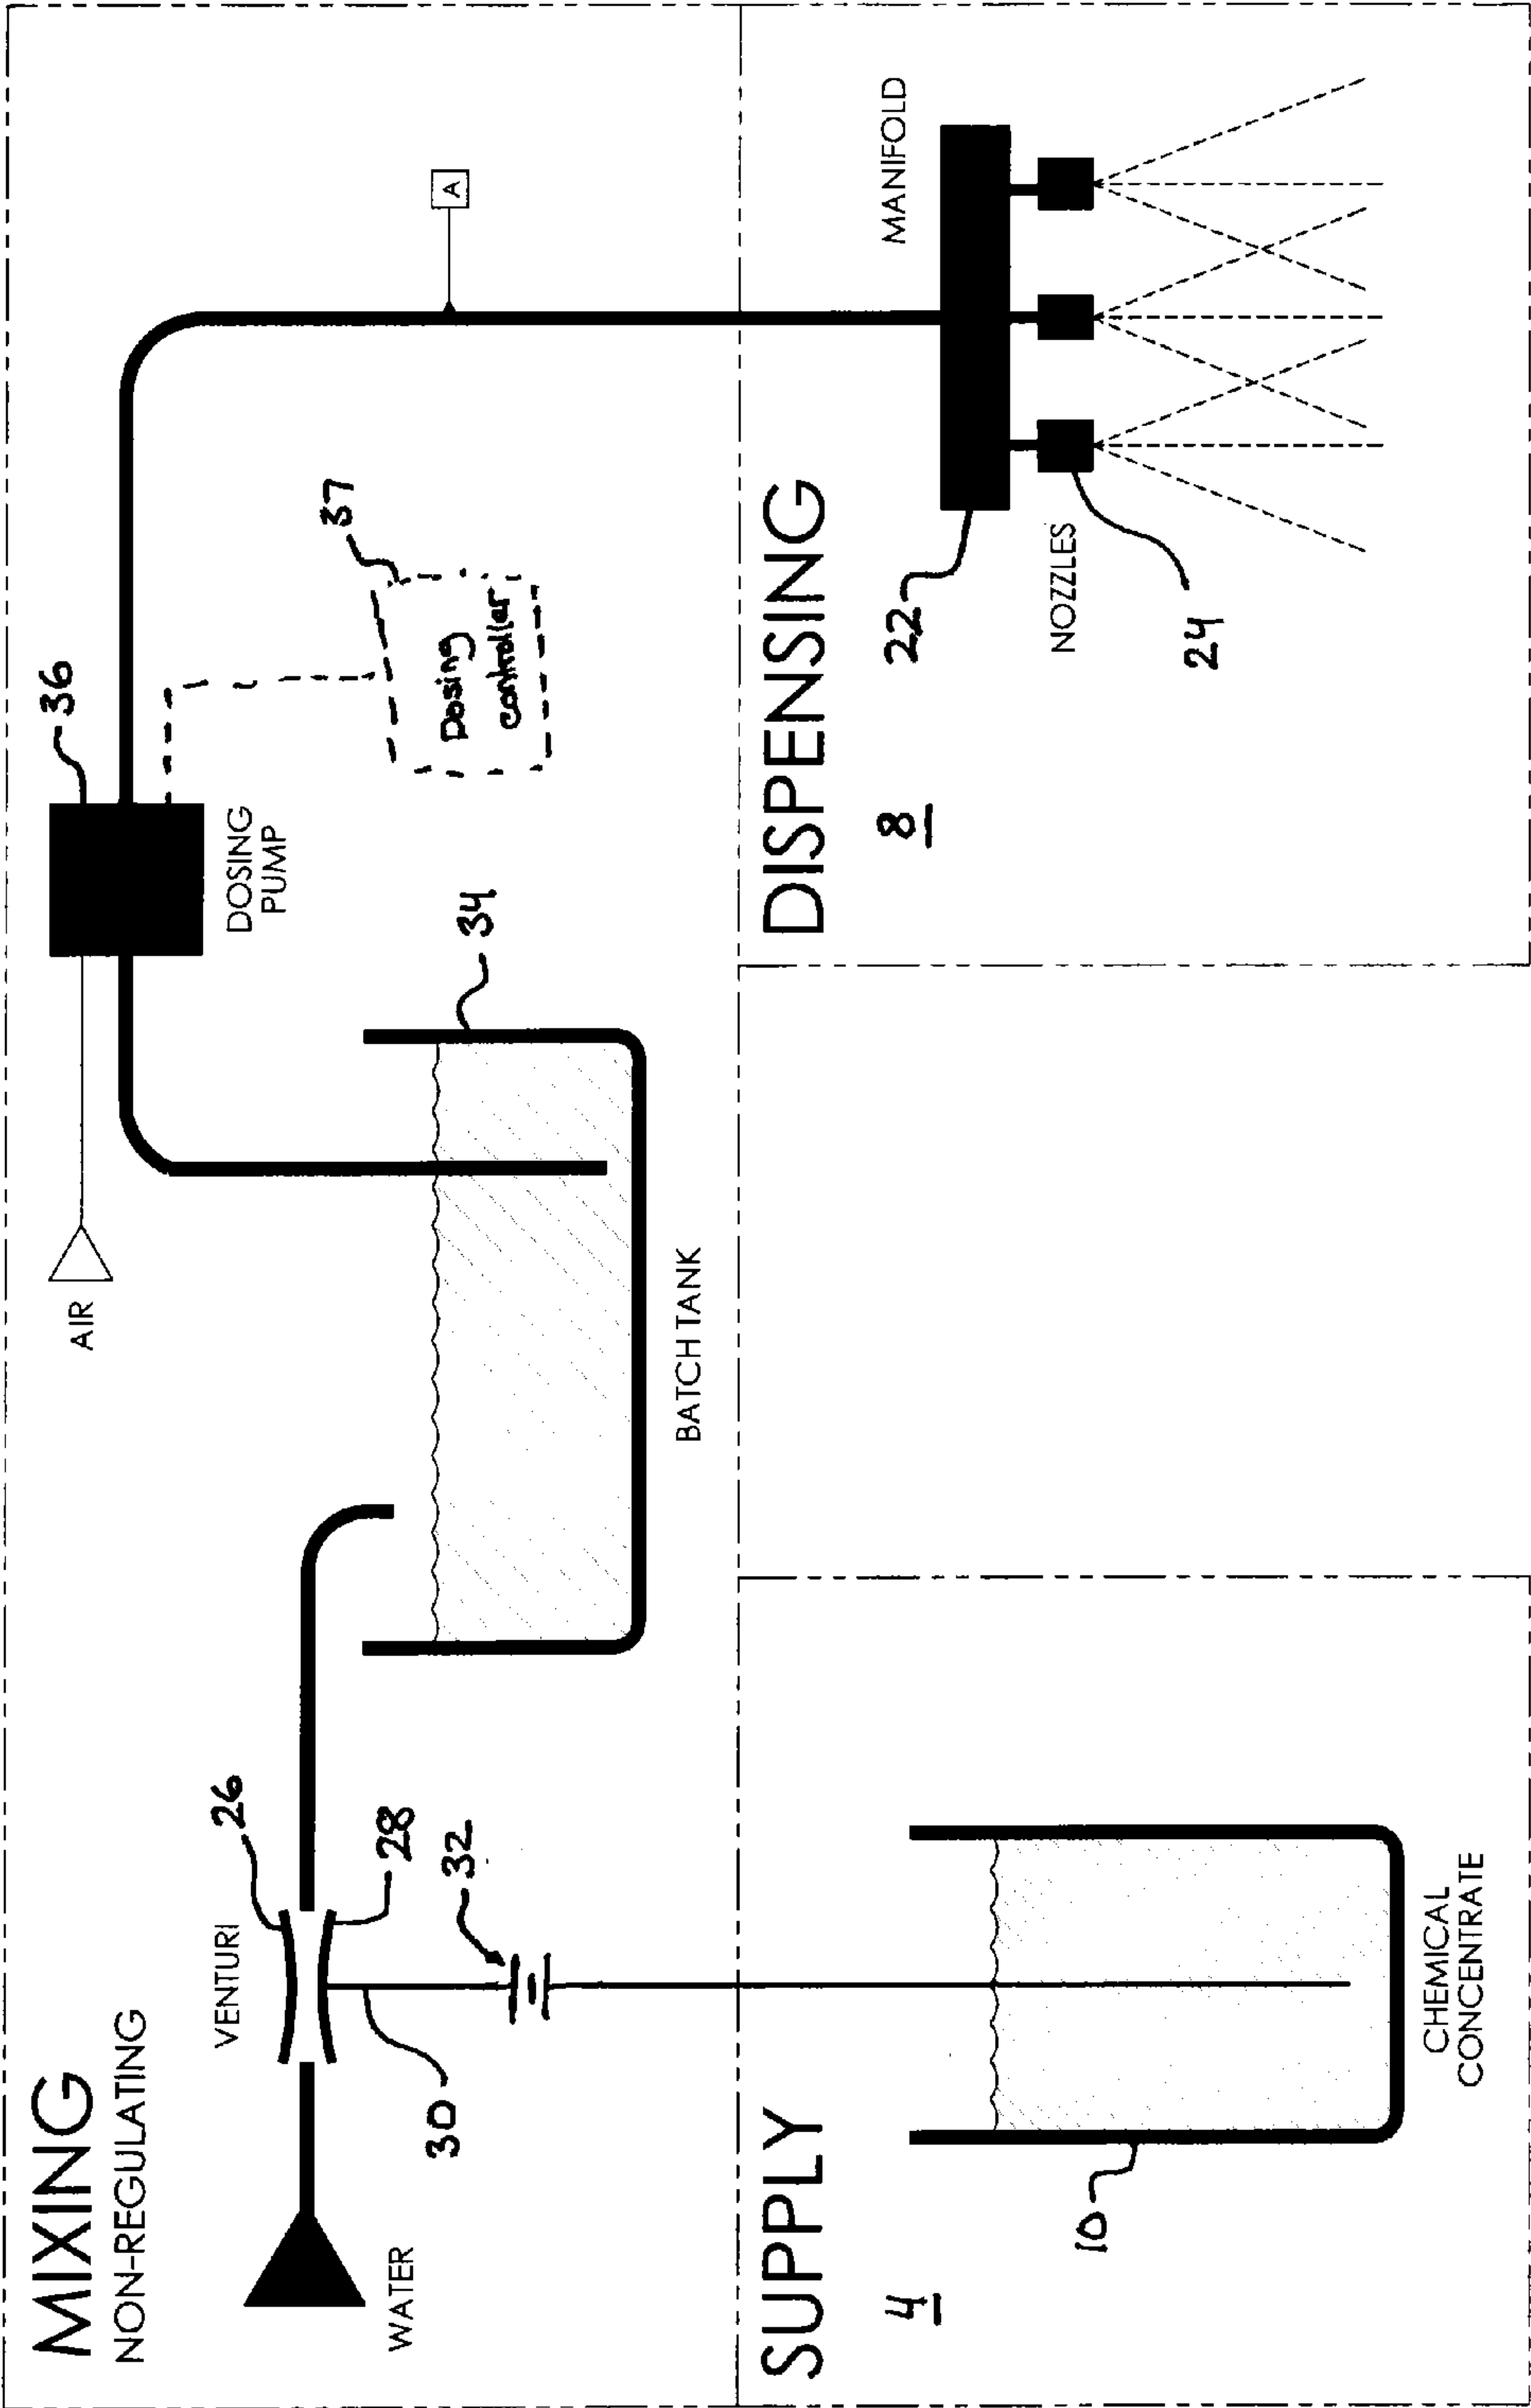 MIXING
NON-REGULATING
WATER
VENTURI
26
28
30
32
AIR
BATCH TANK
34
DOSING
PUMP
36
37
Dosing
controller
A
SUPPLY
4
10
CHEMICAL
CONCENTRATE
DISPENSING
8
22
MANIFOLD
NOZZLES
24